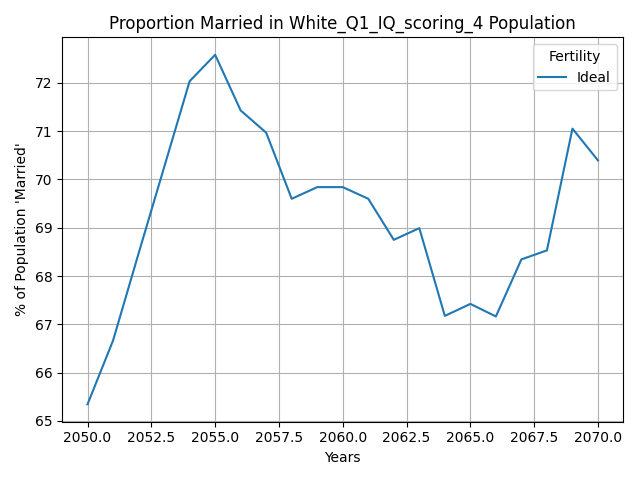 Proportion Married in White_Q1_IQ_scoring_4 Population
Fertility
Ideal
% of Population 'Married'
72
71
70
69
68
67
66
65
2050.0 2052.5 2055.0 2057.5 2060.0 2062.5 2065.0 2067.5 2070.0
Years